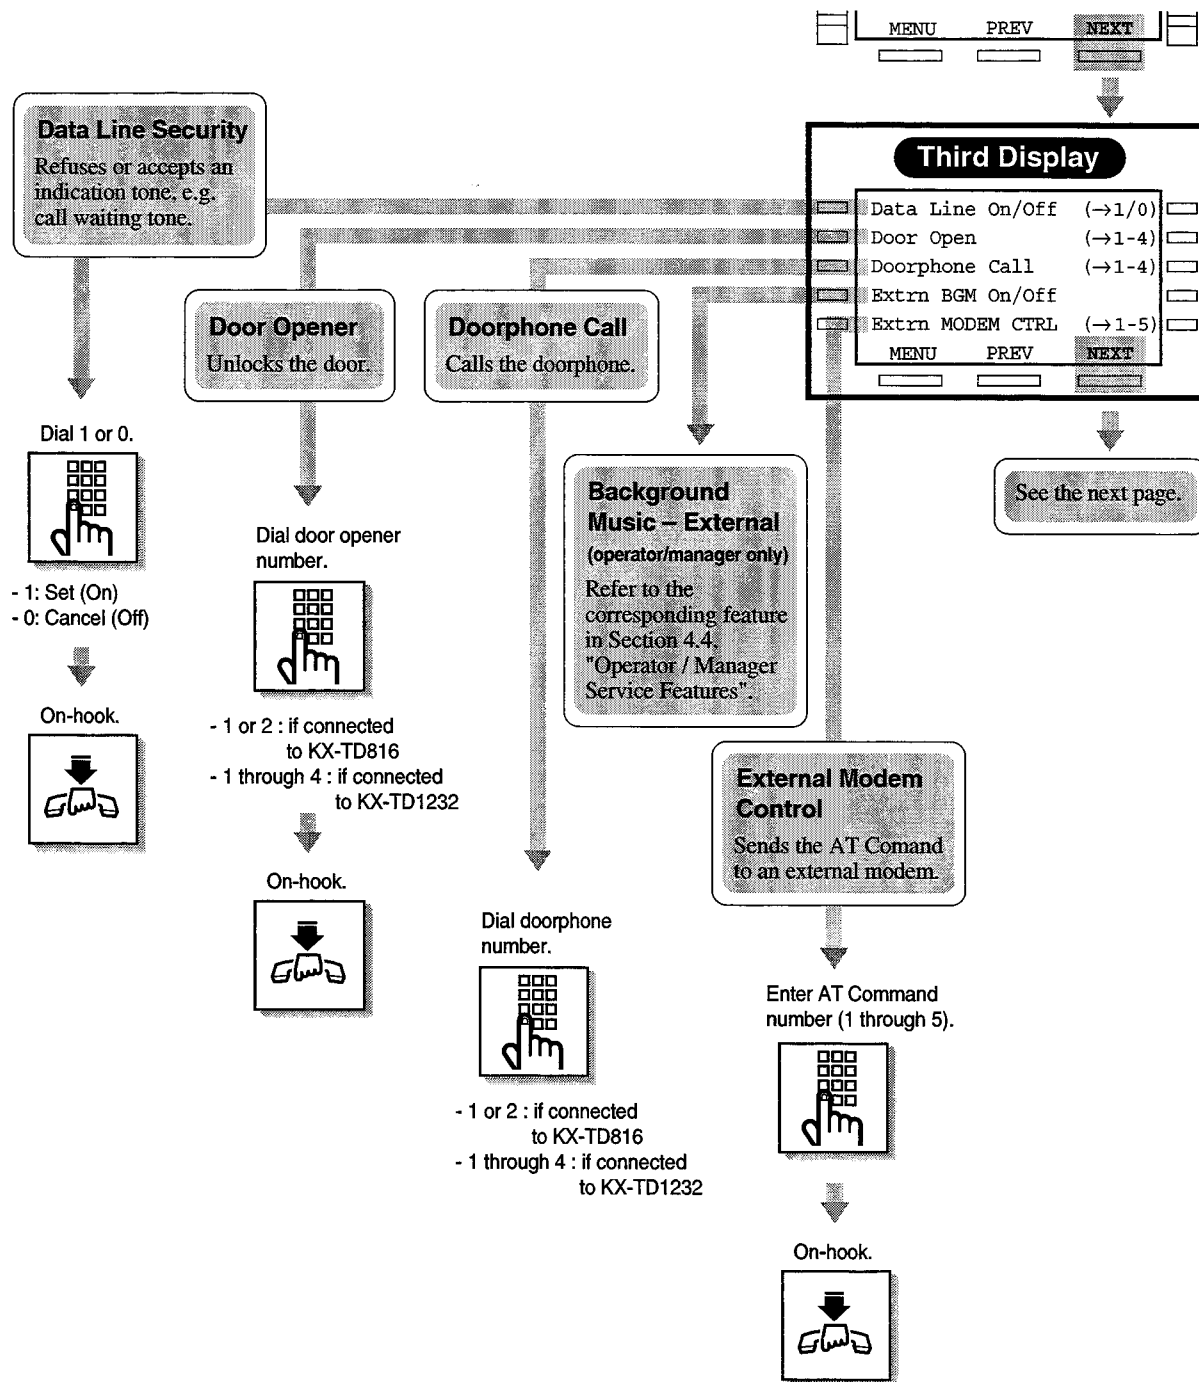 MENU PREV NEXT
Data Line Security
Refuses or accepts an
indication tone, e.g.
call waiting tone.
Third Display
Data Line On/Off (→1/0)
Door Open (→1-4)
Doorphone Call (→1-4)
Extrn BGM On/Off
Extrn MODEM CTRL (→1-5)
MENU PREV NEXT
Door Opener
Unlocks the door.
Doorphone Call
Calls the doorphone.
Dial 1 or 0.
- 1: Set (On)
- 0: Cancel (Off)
On-hook.
Dial door opener
number.
- 1 or 2 : if connected
to KX-TD816
- 1 through 4 : if connected
to KX-TD1232
On-hook.
Background
Music – External
(operator/manager only)
Refer to the
corresponding feature
in Section 4.4,
"Operator / Manager
Service Features".
See the next page.
External Modem
Control
Sends the AT Comand
to an external modem.
Dial doorphone
number.
- 1 or 2 : if connected
to KX-TD816
- 1 through 4 : if connected
to KX-TD1232
Enter AT Command
number (1 through 5).
On-hook.